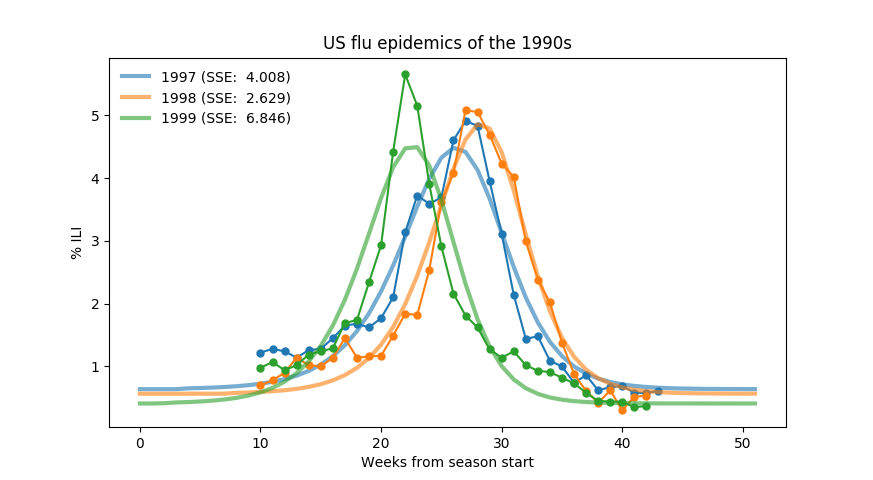 US flu epidemics of the 1990s
1997 (SSE:  4.008)
1998 (SSE:  2.629)
1999 (SSE:  6.846)
5
4
3
2
1
% ILI
0 10 20 30 40 50
Weeks from season start